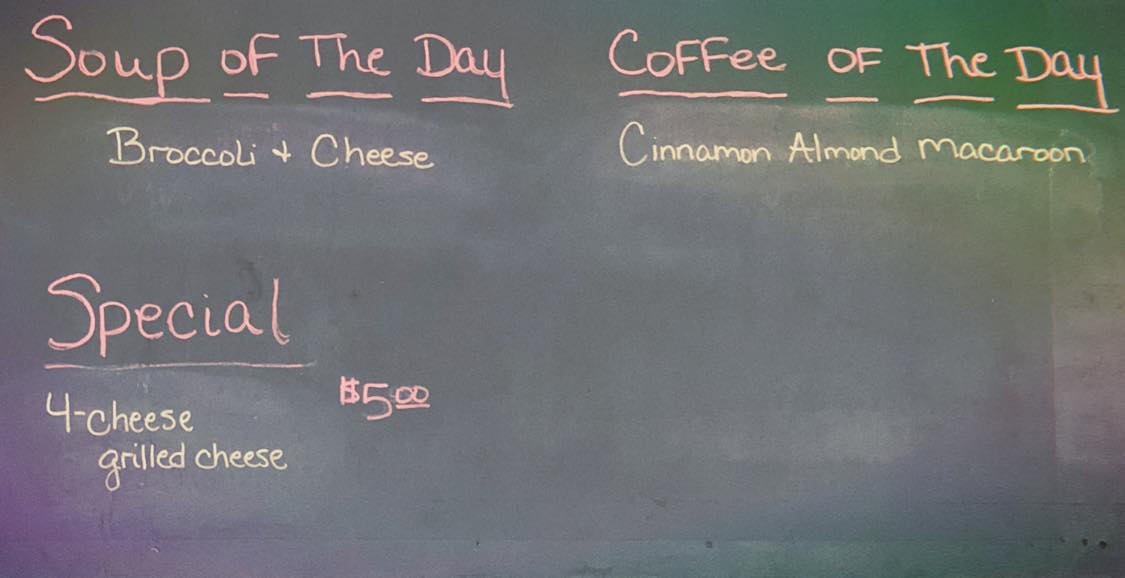 Soup of The Day
Broccoli + Cheese
Coffee of The Day
Cinnamon Almond macaroon
Special
4-cheese
grilled cheese
$5.00